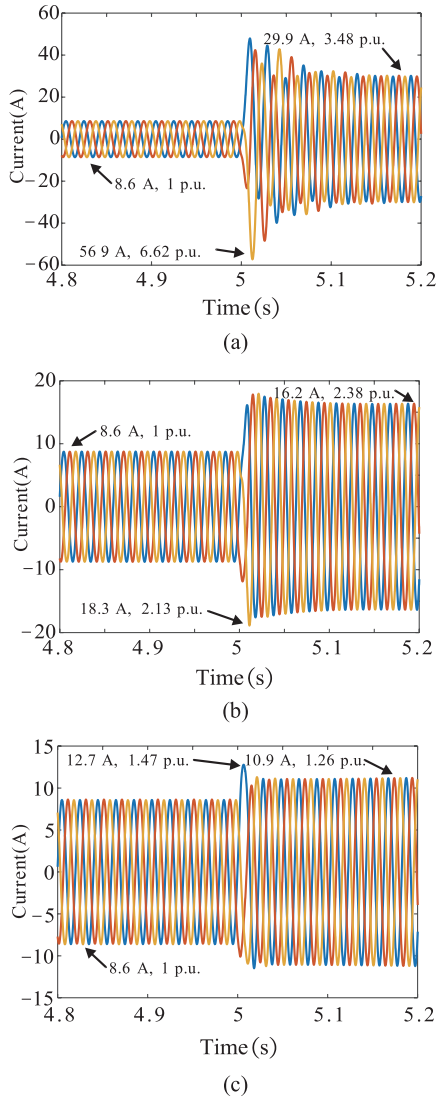 60
40
20
0
−20
−40
−60
Current(A)
29.9 A, 3.48 p.u.
8.6 A, 1 p.u.
56 9 A, 6.62 p.u.
4.8 4.9 5 5.1 5.2
Time(s)
(a)
20
10
0
−10
−20
Current(A)
16.2 A, 2.38 p.u.
8.6 A, 1 p.u.
18.3 A, 2.13 p.u.
4.8 4.9 5 5.1 5.2
Time(s)
(b)
15
10
5
0
−5
−10
−15
Current(A)
12.7 A, 1.47 p.u. 10.9 A, 1.26 p.u.
8.6 A, 1 p.u.
4.8 4.9 5 5.1 5.2
Time(s)
(c)